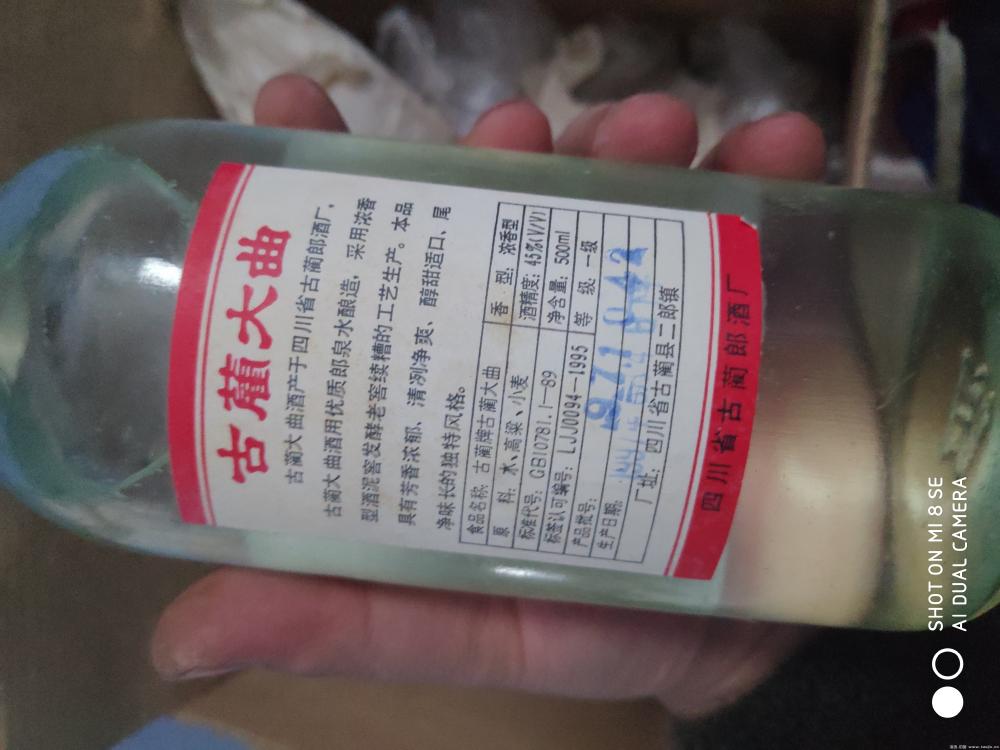 古蔺大曲
古蔺大曲酒产于四川省古蔺郎酒厂,
古蔺大曲酒用优质郎泉水酿造, 采用浓香
型酒泥窖发酵老窖续糟的工艺生产。本品
具有芳香浓郁、清冽净爽、醇甜适口、尾
净味长的独特风格。
食品名称: 古蔺牌古蔺大曲 香 型: 浓香型
原 料: 水、高粱、小麦 酒精度: 45%(V/V)
标准代号: GB10781.1—89 净含量: 500ml
标签认可编号: LJJ0094—1995 等 级 一级
产品批号:
生产日期:
厂址: 四川省古蔺县二郎镇
四川省古蔺郎酒厂
SHOT ON MI 8 SE
AI DUAL CAMERA